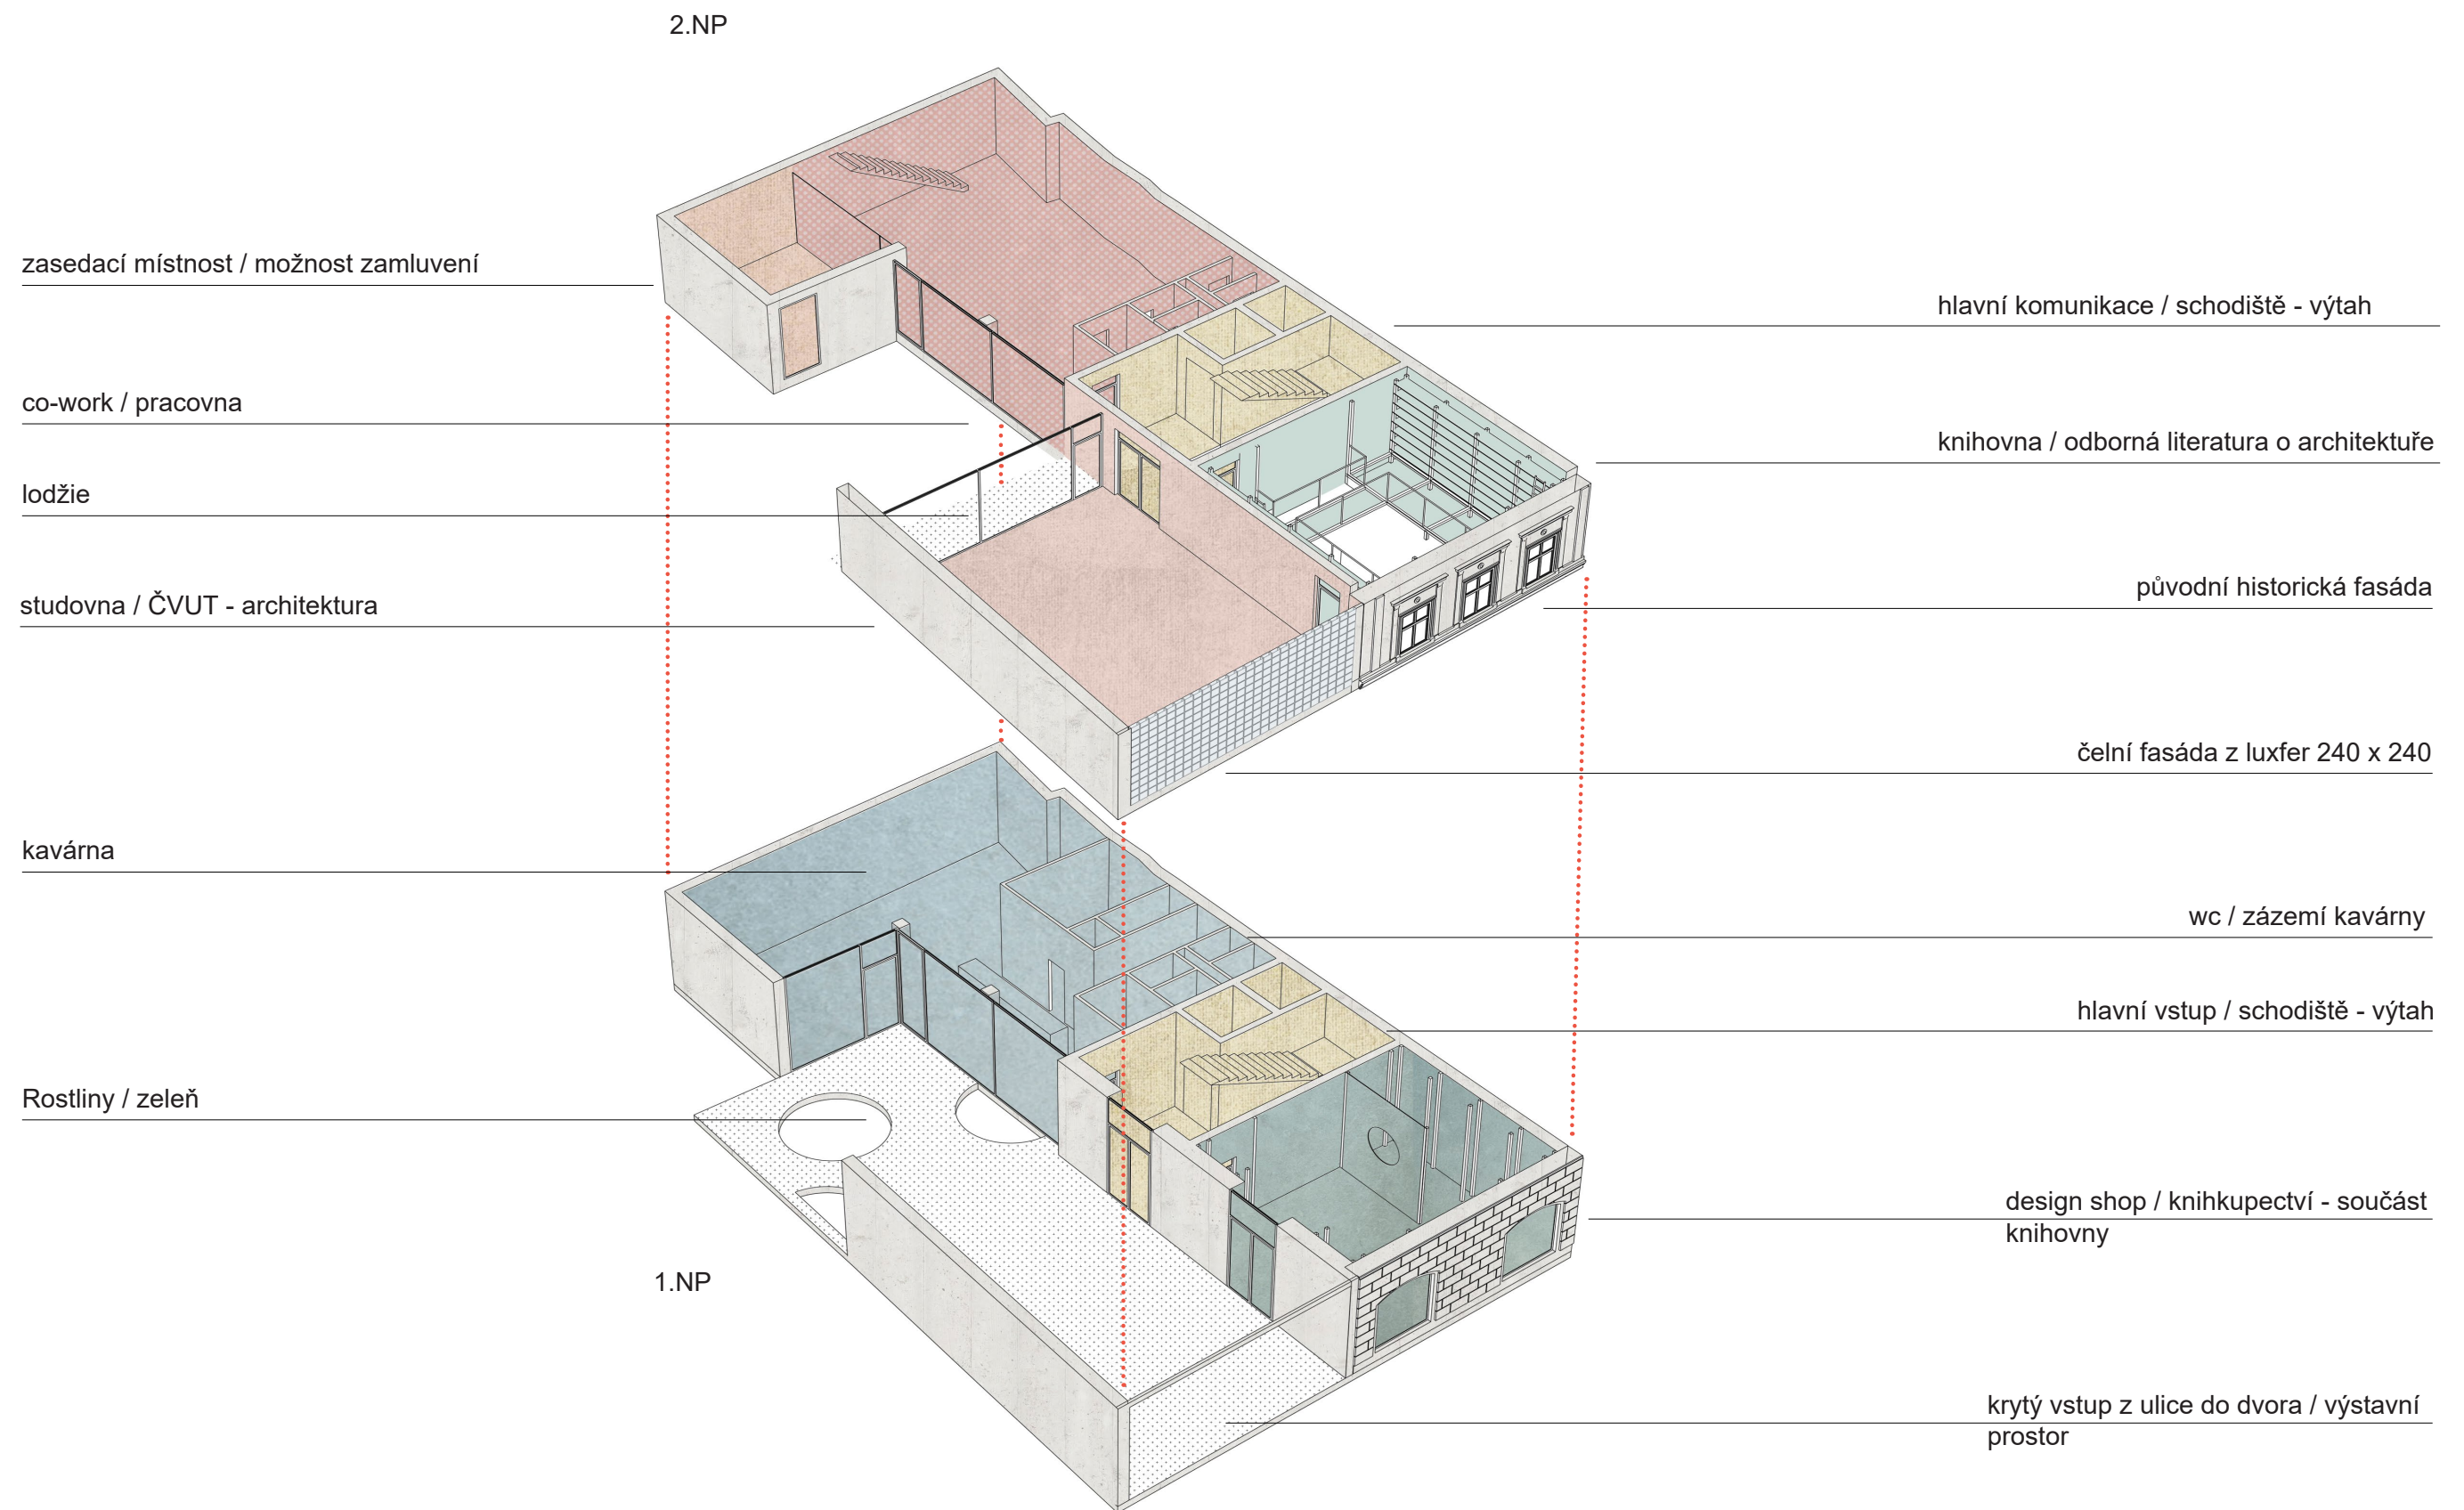 2.NP
zasedací místnost / možnost zamluvení
hlavní komunikace / schodiště - výtah
co-work / pracovna
knihovna / odborná literatura o architektuře
lodžie
původní historická fasáda
studovna / ČVUT - architektura
čelní fasáda z luxfer 240 x 240
kavárna
wc / zázemí kavárny
hlavní vstup / schodiště - výtah
Rostliny / zeleň
design shop / knihkupectví - součást
knihovny
1.NP
krytý vstup z ulice do dvora / výstavní
prostor